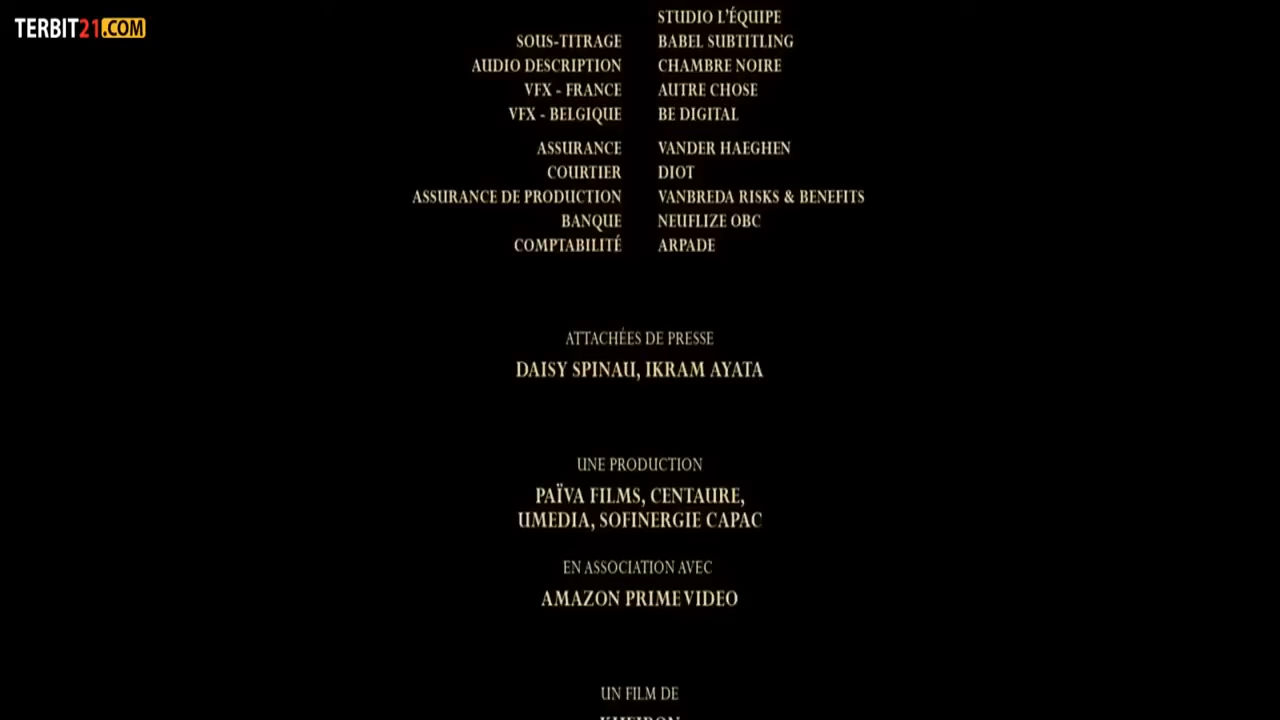 TERBIT21.COM
STUDIO L'ÉQUIPE
SOUS-TITRAGE BABEL SUBTITLING
AUDIO DESCRIPTION CHAMBRE NOIRE
VFX - FRANCE AUTRE CHOSE
VFX - BELGIQUE BE DIGITAL
ASSURANCE VANDER HAEGHEN
COURTIER DIOT
ASSURANCE DE PRODUCTION VANBREDA RISKS & BENEFITS
BANQUE NEUFLIZE OBC
COMPTABILITÉ ARPADE
ATTACHÉES DE PRESSE
DAISY SPINAU, IKRAM AYATA
UNE PRODUCTION
PAÏVA FILMS, CENTAURE,
UMEDIA, SOFINERGIE CAPAC
EN ASSOCIATION AVEC
AMAZON PRIME VIDEO
UN FILM DE